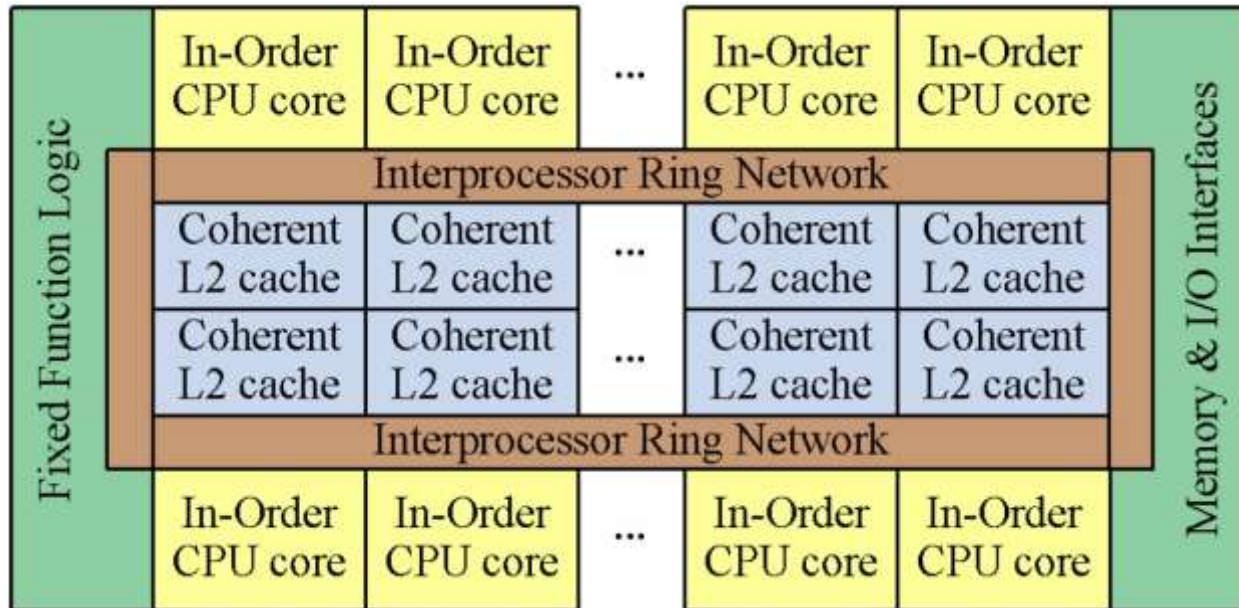 Fixed Function Logic
In-Order
CPU core
In-Order
CPU core
...
In-Order
CPU core
In-Order
CPU core
Interprocessor Ring Network
Coherent
L2 cache
Coherent
L2 cache
...
Coherent
L2 cache
Coherent
L2 cache
Coherent
L2 cache
Coherent
L2 cache
...
Coherent
L2 cache
Coherent
L2 cache
Interprocessor Ring Network
In-Order
CPU core
In-Order
CPU core
...
In-Order
CPU core
In-Order
CPU core
Memory & I/O Interfaces